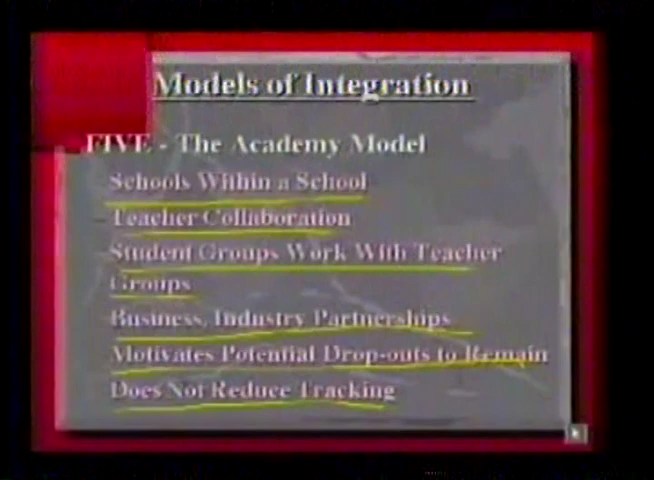 Models of Integration
FIVE - The Academy Model
Schools Within a School
Teacher Collaboration
Student Groups Work With Teacher
Groups
Business, Industry Partnerships
Motivates Potential Drop-outs to Remain
Does Not Reduce Tracking